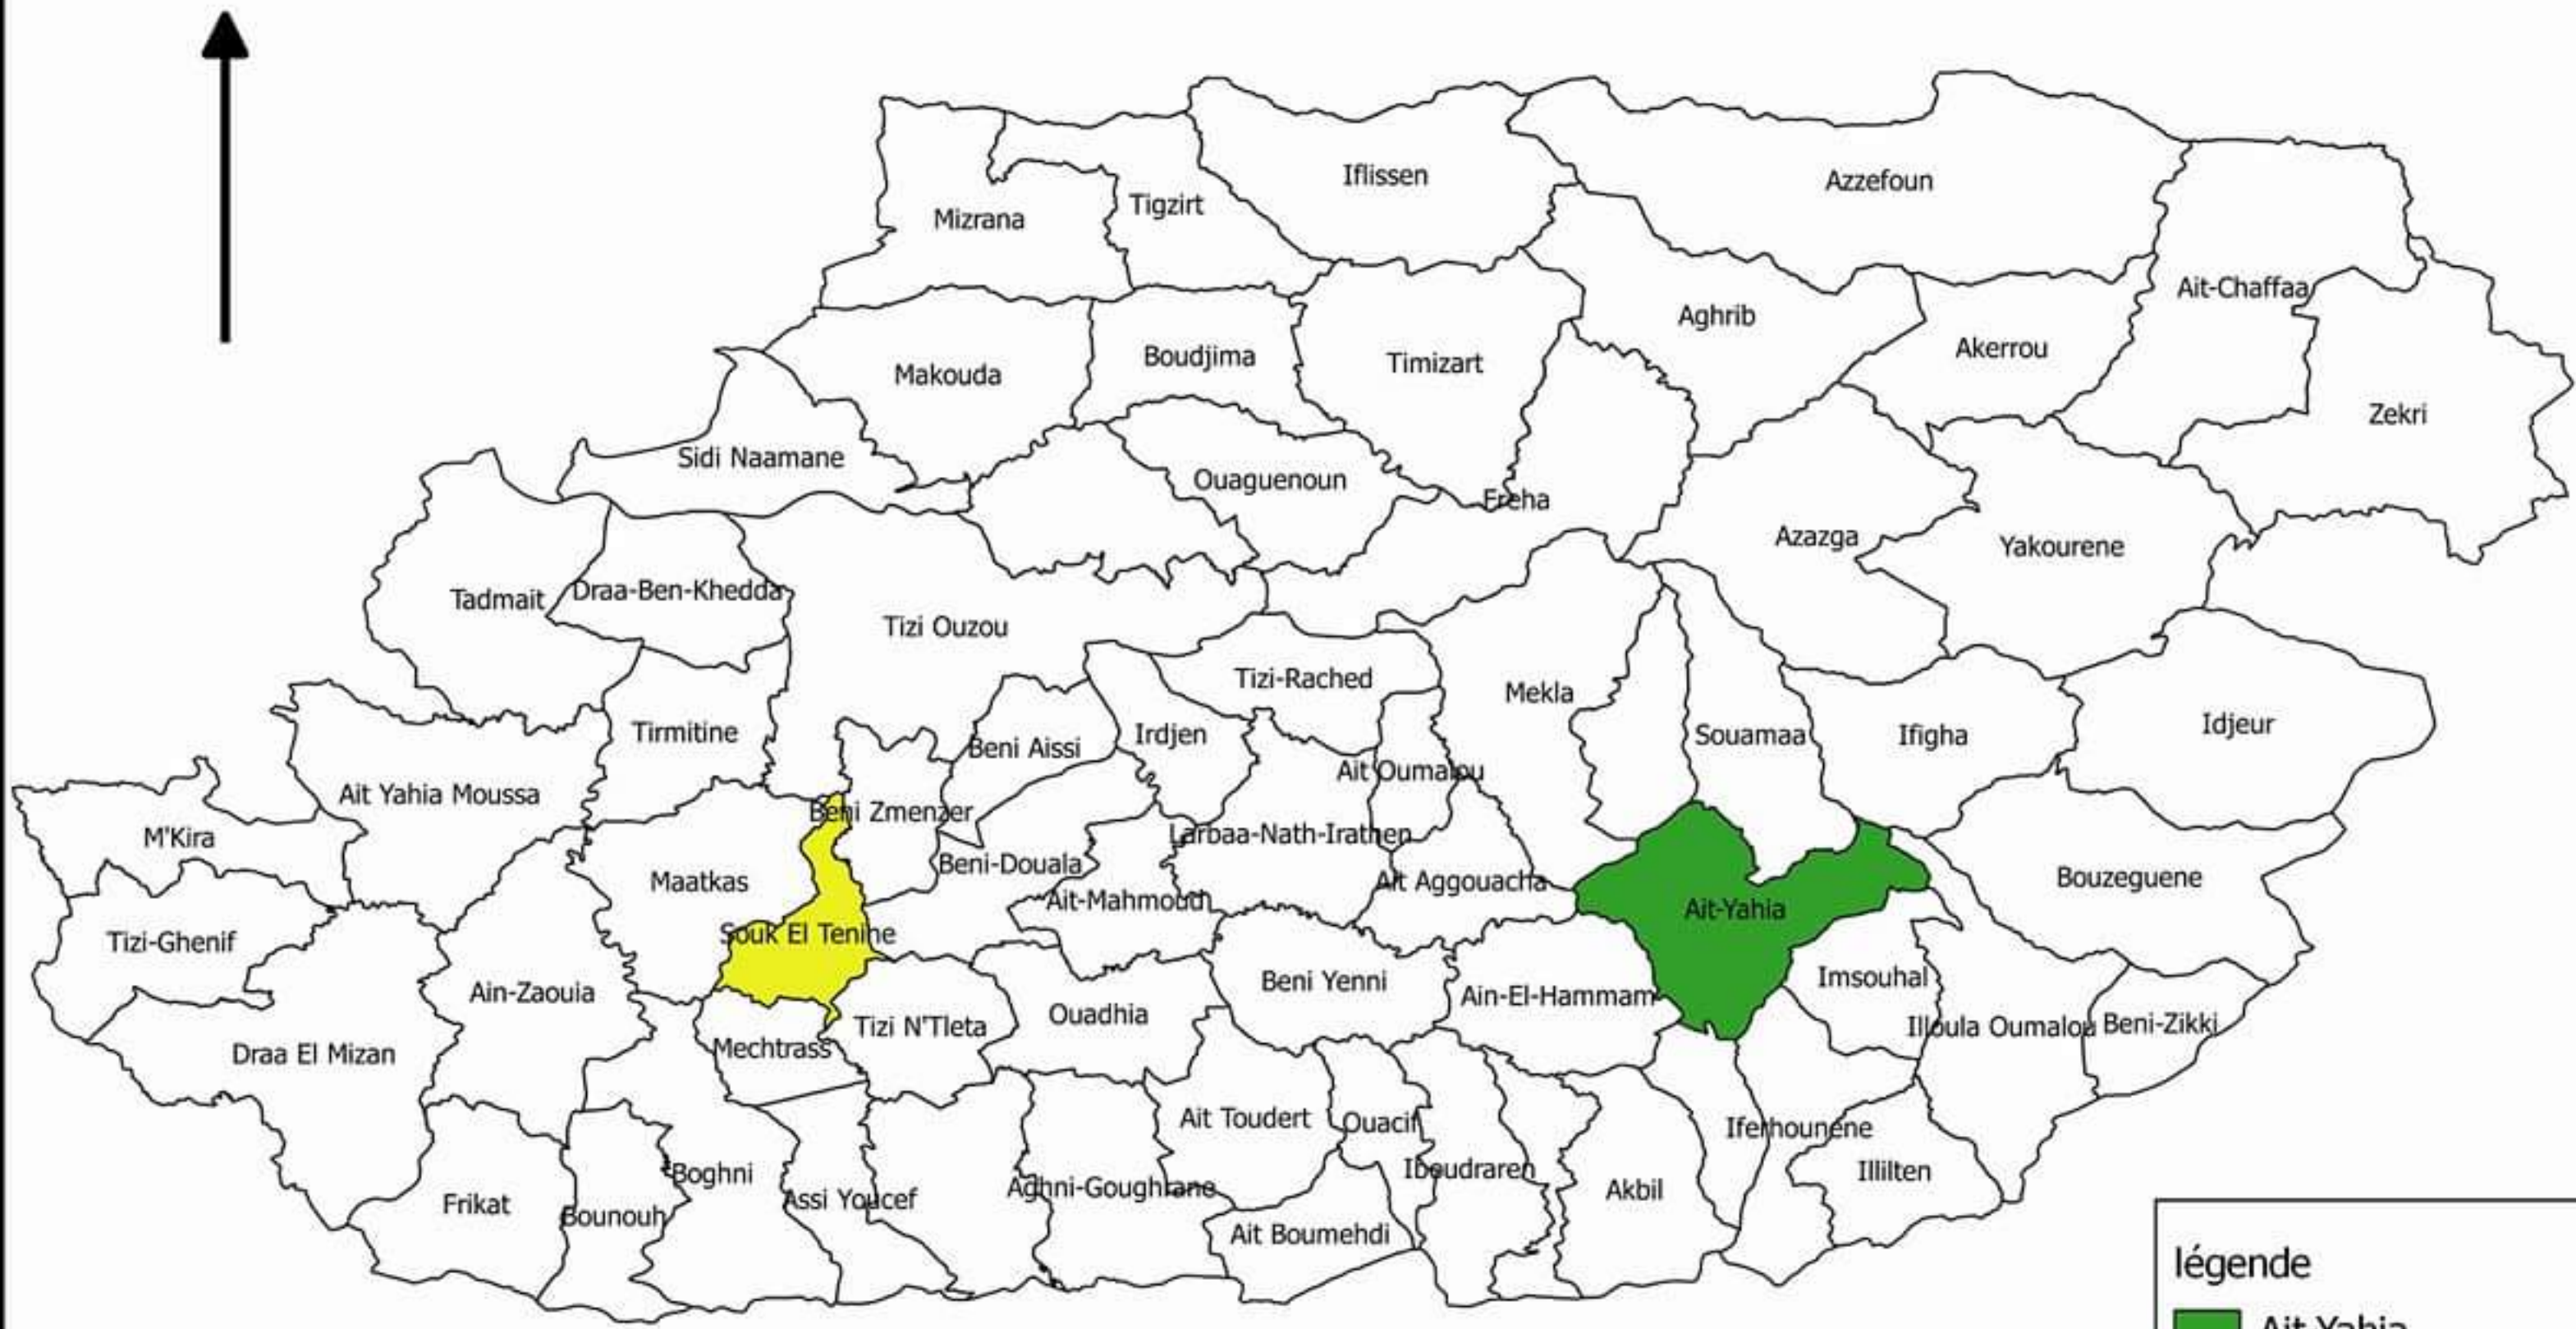 Iflissen
Azzefoun
Mizrana
Tigzirt
Ait-Chaffaa
Aghrib
Akerrou
Boudjima
Timizart
Makouda
Zekri
Sidi Naamane
Ouaguenoun
Freha
Azazga
Yakourene
Tadmait
Draa-Ben-Khedda
Tizi Ouzou
Tizi-Rached
Mekla
Tirmitine
Beni Aissi
Irdjen
Souamaa
Ifigha
Idjeur
Ait Oumalou
Ait Yahia Moussa
Beni Zmenzer
M'Kira
Larbaa-Nath-Irathen
Beni-Douala
Maatkas
Ait Aggouacha
Bouzeguene
Ait-Mahmoud
Ait-Yahia
Souk El Tenine
Tizi-Ghenif
Imsouhal
Beni Yenni
Ain-Zaouia
Ain-El-Hammam
Ouadhia
Tizi N'Tleta
Illoula Oumalou
Beni-Zikki
Mechtrass
Draa El Mizan
Ait Toudert
Ouacif
Iferhounene
Iboudraren
Illilten
Boghni
Aghni-Goughrane
Akbil
Assi Youcef
Frikat
Bounouh
Ait Boumehdi
légende
Ait-Yahia